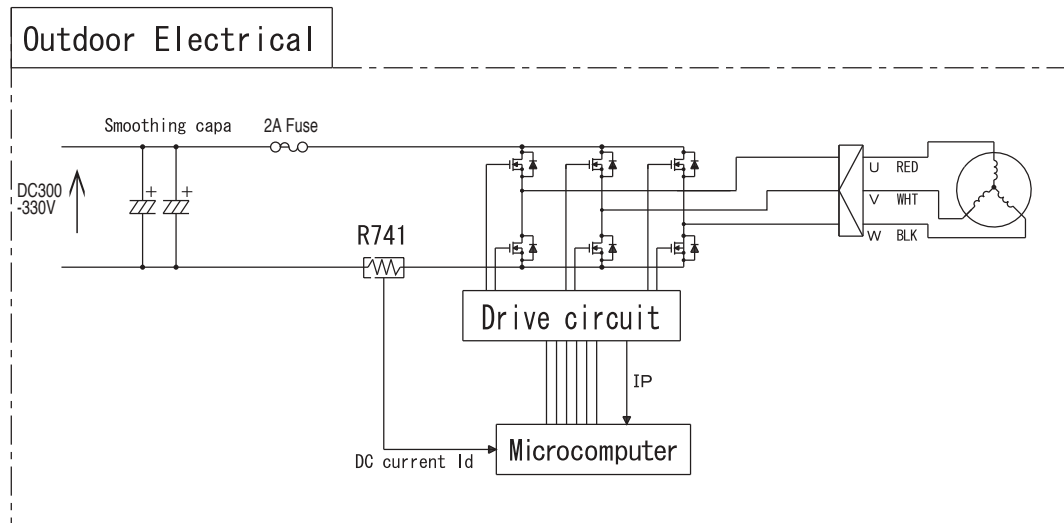 Outdoor Electrical
Smoothing capa
2A Fuse
DC300
-330V
+
+
R741
U RED
V WHT
W BLK
Drive circuit
IP
Microcomputer
DC current Id